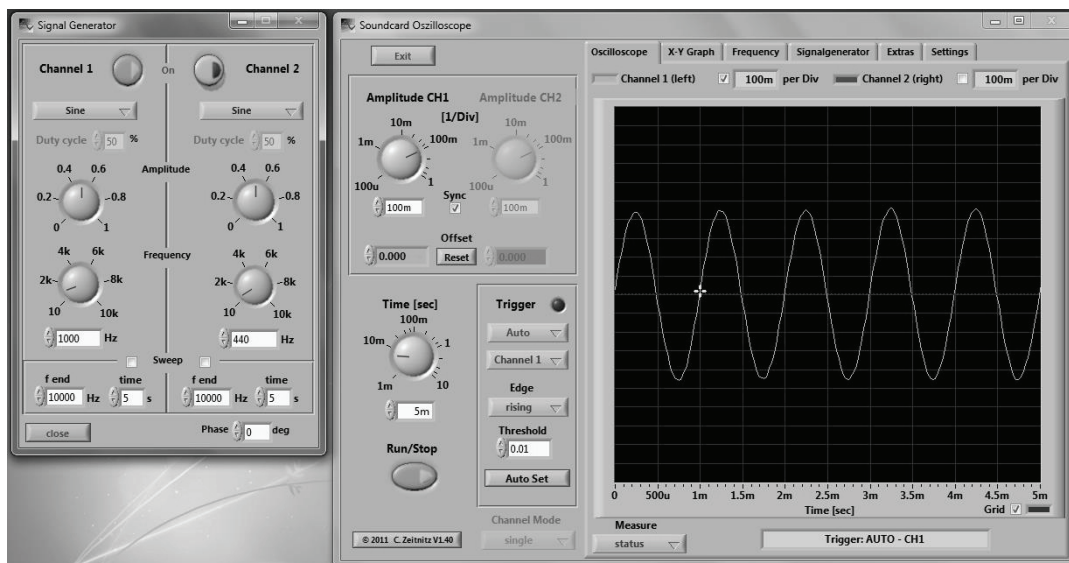 Signal Generator
Channel 1
On
Channel 2
Sine
Sine
Duty cycle 50 %
Duty cycle 50 %
0.4 0.6
Amplitude
0.4 0.6
0.2 0.8
0.2 0.8
0 1
0 1
4k 6k
Frequency
4k 6k
2k 8k
2k 8k
10 10k
10 10k
1000 Hz
440 Hz
Sweep
f end time
f end time
10000 Hz 5 s
10000 Hz 5 s
close
Phase 0 deg
Soundcard Oszilloscope
Exit
Amplitude CH1
Amplitude CH2
[1/Div]
10m
10m
1m 100m
1m 100m
100u 1
100u 1
Sync
100m
100m
Offset
0.000
Reset
0.000
Time [sec]
100m
10m 1
1m 10
5m
Run/Stop
Trigger
Auto
Channel 1
Edge
rising
Threshold
0.01
Auto Set
Channel Mode
single
© 2011 C. Zeitnitz V1.40
Oscilloscope X-Y Graph Frequency Signalgenerator Extras Settings
Channel 1 (left) 100m per Div Channel 2 (right) 100m per Div
0 500u 1m 1.5m 2m 2.5m 3m 3.5m 4m 4.5m 5m
Time [sec]
Grid
Measure
status
Trigger: AUTO - CH1